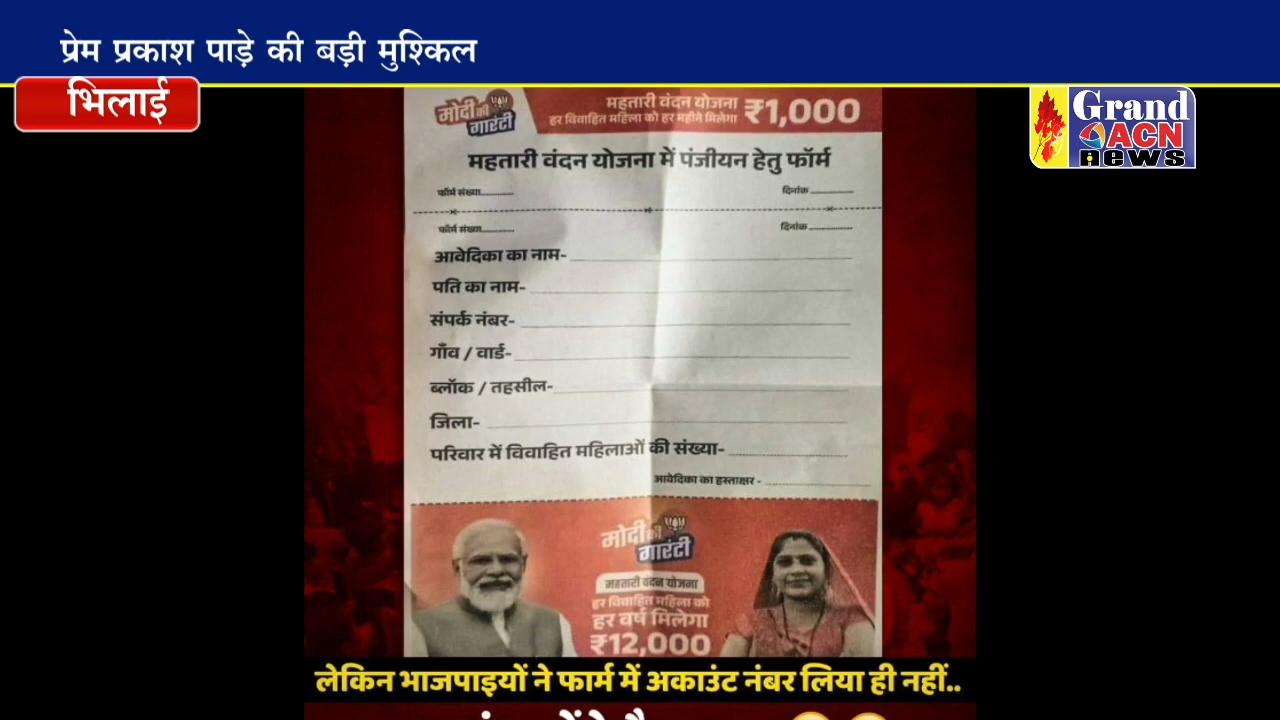 प्रेम प्रकाश पाड़े की बड़ी मुश्किल
भिलाई
Grand
ACN
news
मोदी की
गारंटी
महतारी वंदन योजना
हर विवाहित महिला को हर महीने मिलेगा
₹1,000
महतारी वंदन योजना में पंजीयन हेतु फॉर्म
फॉर्म संख्या............ दिनांक ............
फॉर्म संख्या............ दिनांक ............
आवेदिका का नाम-
पति का नाम-
संपर्क नंबर-
गाँव / वार्ड-
ब्लॉक / तहसील-
जिला-
परिवार में विवाहित महिलाओं की संख्या-
आवेदिका का हस्ताक्षर -
मोदी की
गारंटी
महतारी वंदन योजना
हर विवाहित महिला को
हर वर्ष मिलेगा
₹12,000
लेकिन भाजपाइयों ने फार्म में अकाउंट नंबर लिया ही नहीं..